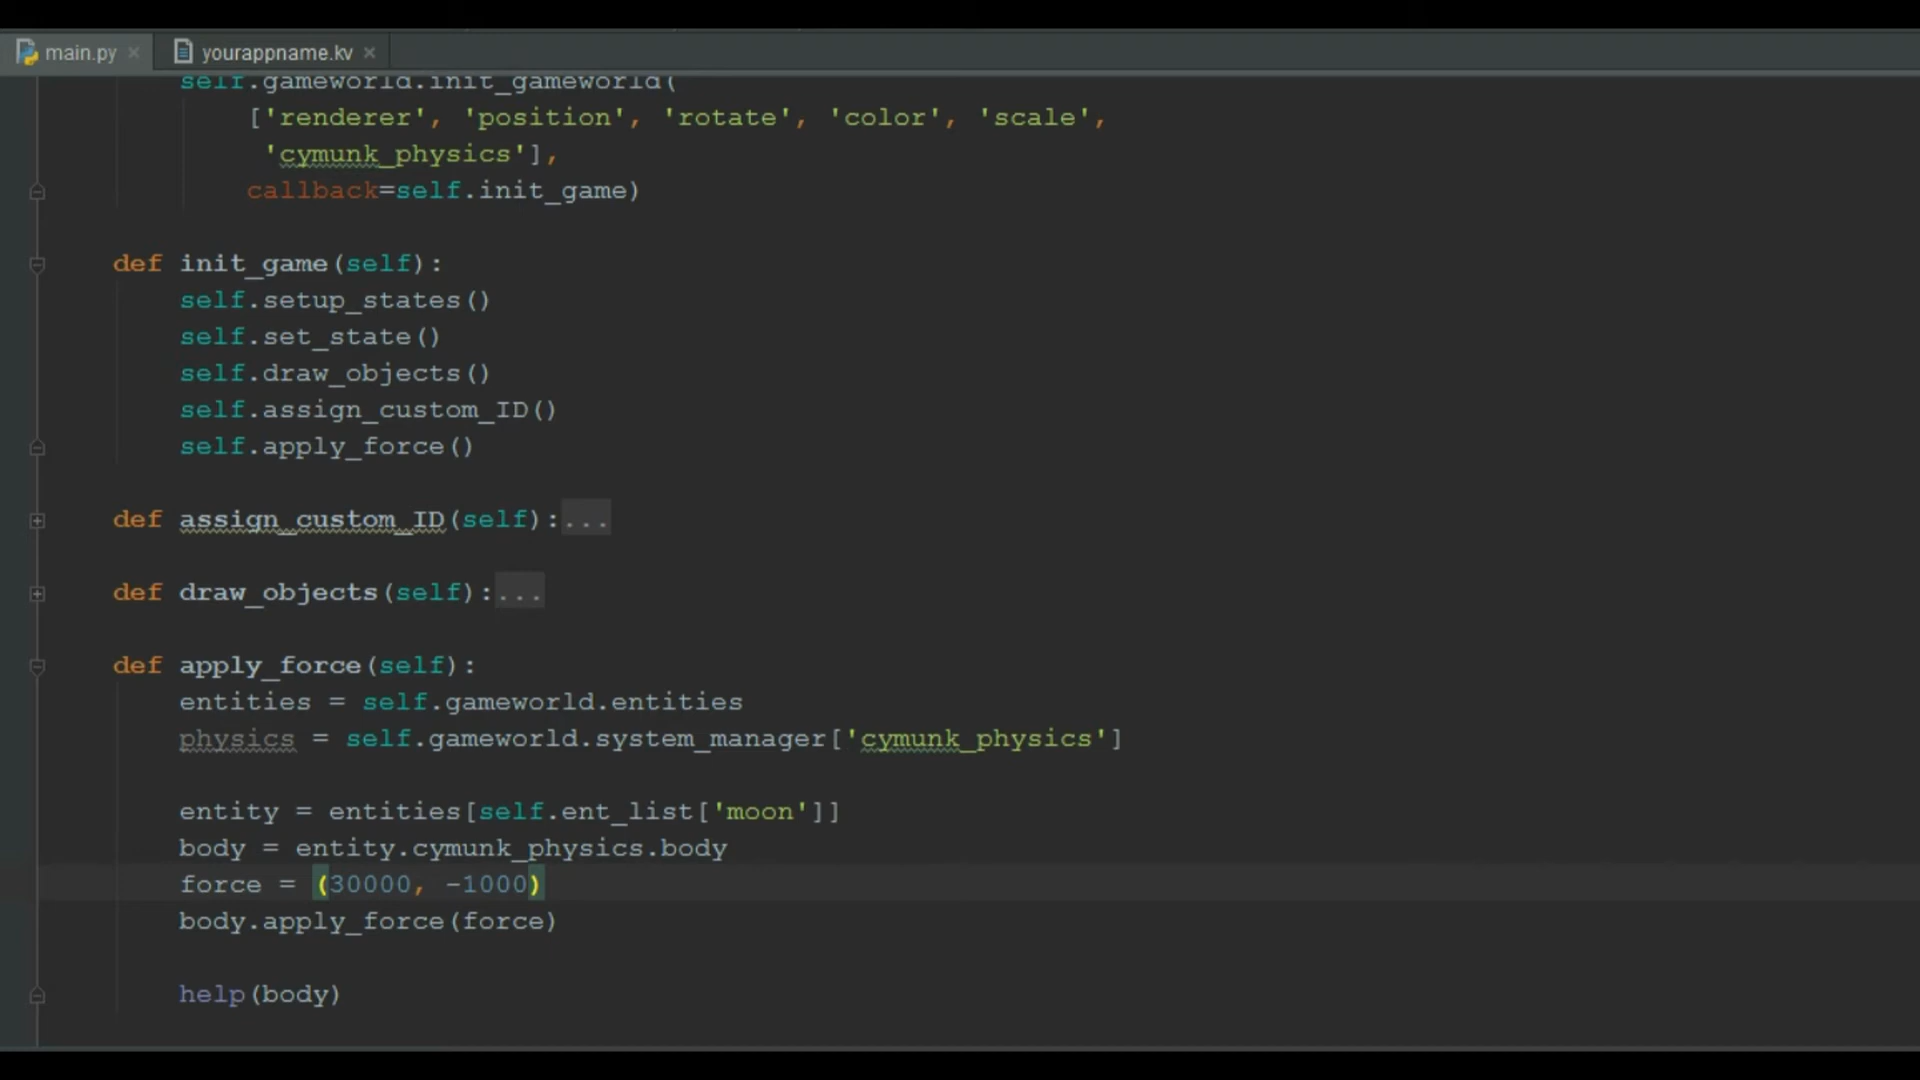 main.py
yourappname.kv
self.gameworld.init_gameworld(
['renderer', 'position', 'rotate', 'color', 'scale',
'cymunk_physics'],
callback=self.init_game)
def init_game(self):
self.setup_states()
self.set_state()
self.draw_objects()
self.assign_custom_ID()
self.apply_force()
def assign_custom_ID(self):...
def draw_objects(self):...
def apply_force(self):
entities = self.gameworld.entities
physics = self.gameworld.system_manager['cymunk_physics']
entity = entities[self.ent_list['moon']]
body = entity.cymunk_physics.body
force = (30000, -1000)
body.apply_force(force)
help(body)